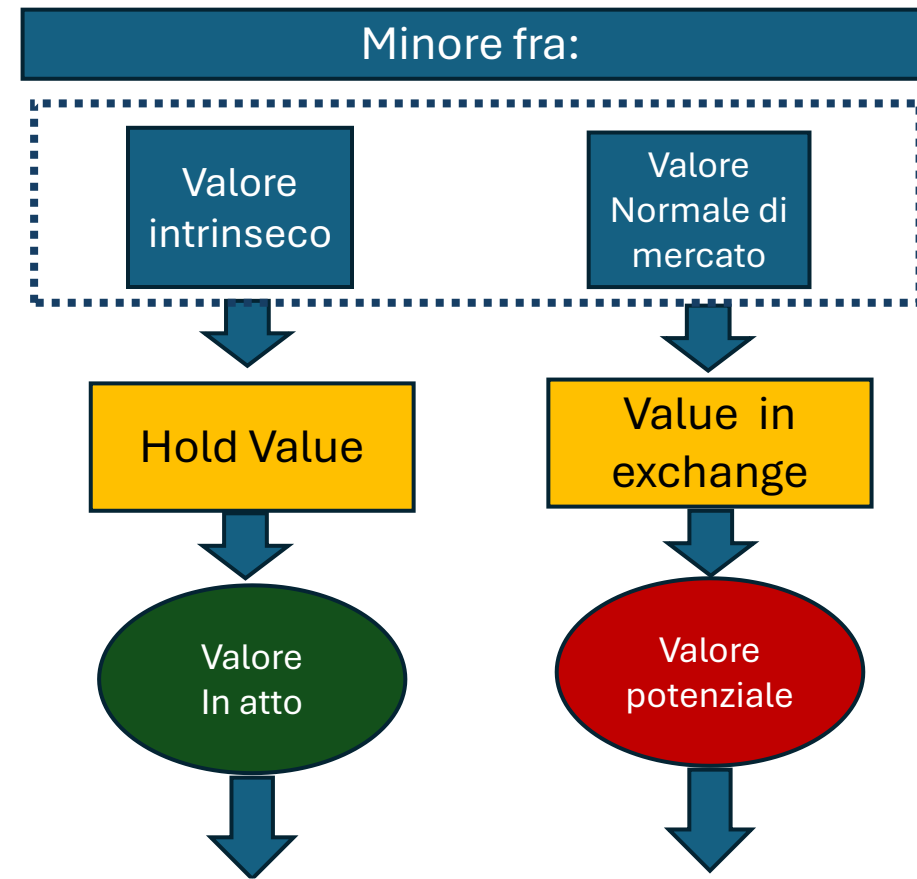 Minore fra:
Valore
intrinseco
Valore
Normale di
mercato
Hold Value
Value in
exchange
Valore
In atto
Valore
potenziale